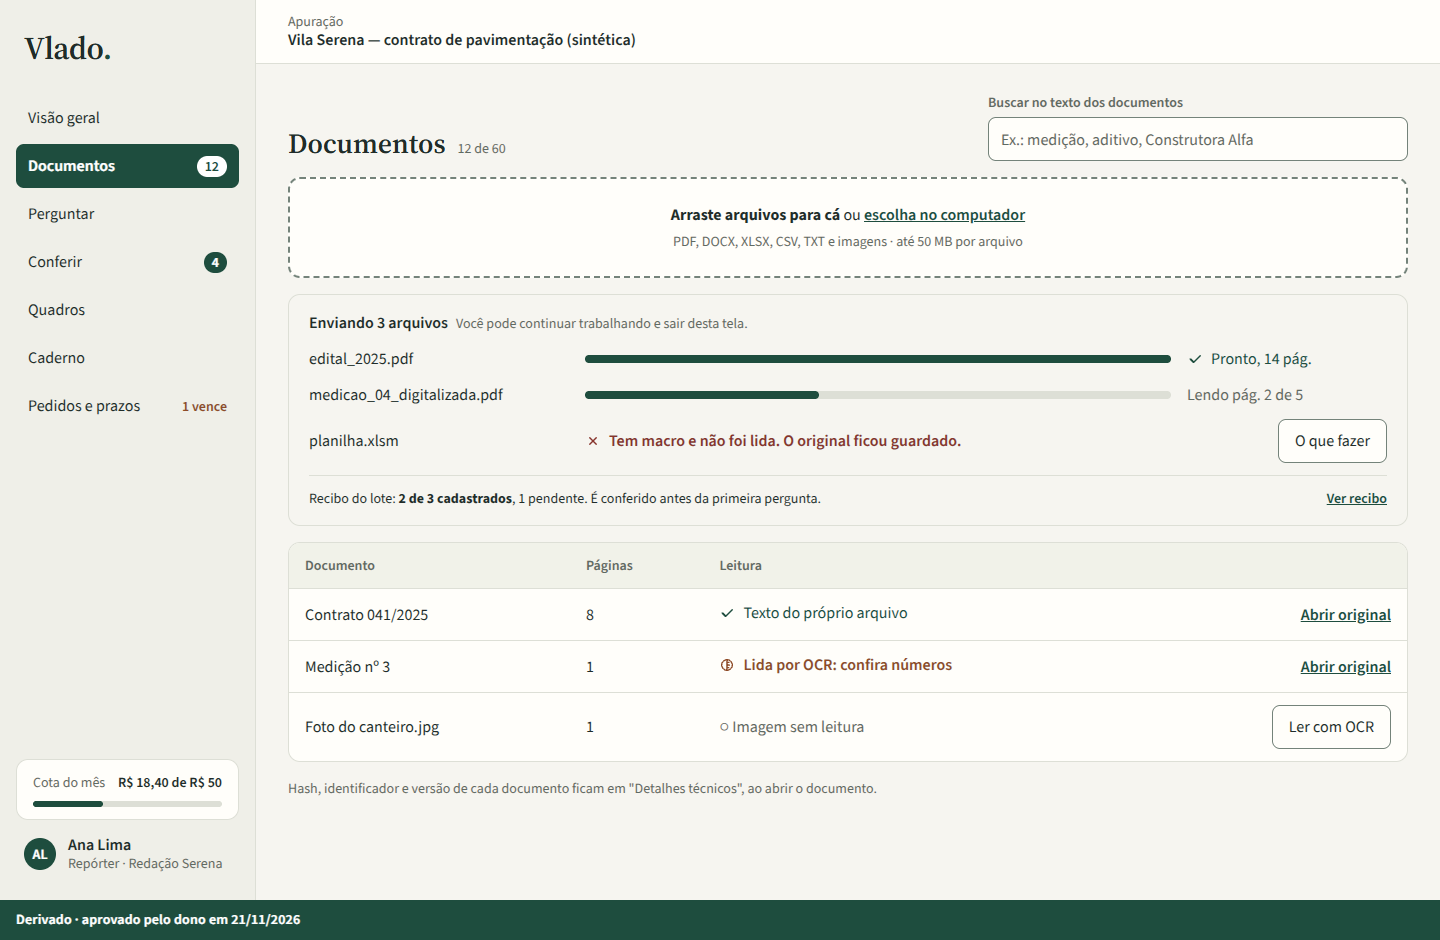 Vlado.
Visão geral
Documentos 12
Perguntar
Conferir 4
Quadros
Caderno
Pedidos e prazos 1 vence
Cota do mês R$ 18,40 de R$ 50
AL
Ana Lima
Repórter · Redação Serena
Apuração
Vila Serena — contrato de pavimentação (sintética)
Documentos 12 de 60
Buscar no texto dos documentos
Ex.: medição, aditivo, Construtora Alfa
Arraste arquivos para cá ou escolha no computador
PDF, DOCX, XLSX, CSV, TXT e imagens · até 50 MB por arquivo
Enviando 3 arquivos Você pode continuar trabalhando e sair desta tela.
edital_2025.pdf Pronto, 14 pág.
medicao_04_digitalizada.pdf Lendo pág. 2 de 5
planilha.xlsm Tem macro e não foi lida. O original ficou guardado. O que fazer
Recibo do lote: 2 de 3 cadastrados, 1 pendente. É conferido antes da primeira pergunta. Ver recibo
Documento Páginas Leitura
Contrato 041/2025 8 Texto do próprio arquivo Abrir original
Medição nº 3 1 Lida por OCR: confira números Abrir original
Foto do canteiro.jpg 1 Imagem sem leitura Ler com OCR
Hash, identificador e versão de cada documento ficam em "Detalhes técnicos", ao abrir o documento.
Derivado · aprovado pelo dono em 21/11/2026